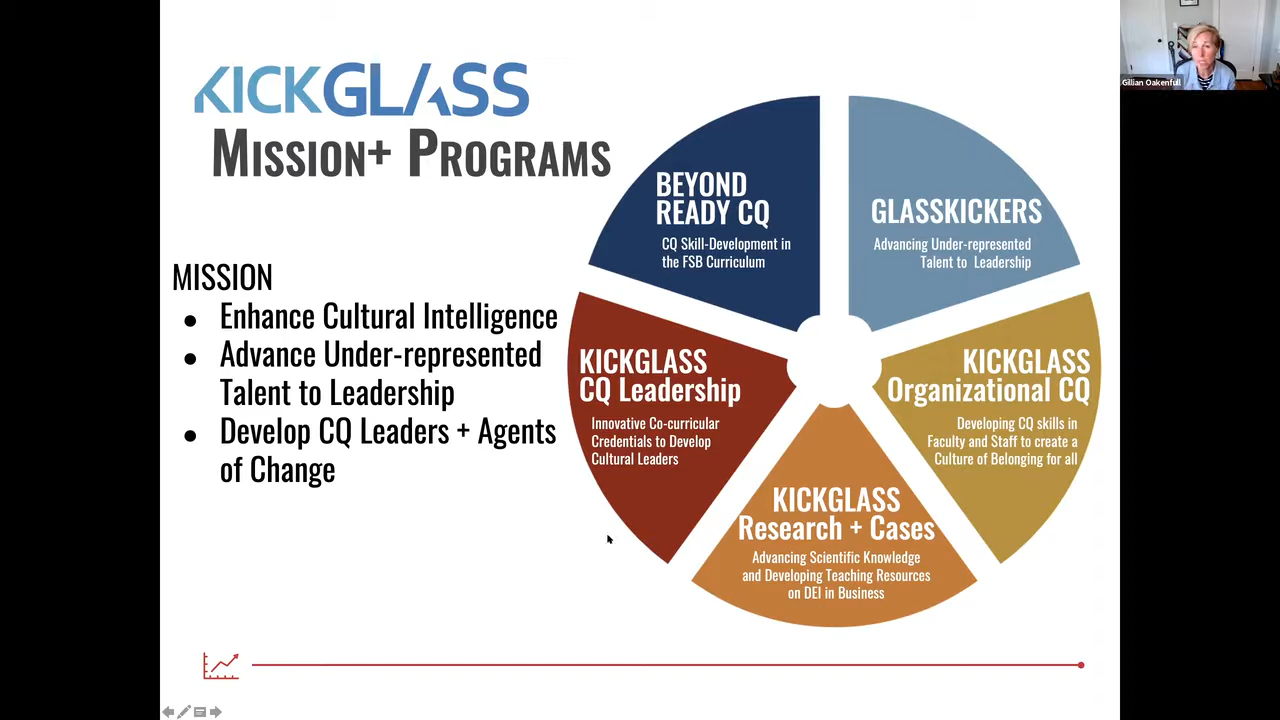 KICKGLASS
MISSION+ PROGRAMS
MISSION
● Enhance Cultural Intelligence
● Advance Under-represented
Talent to Leadership
● Develop CQ Leaders + Agents
of Change
BEYOND
READY CQ
CQ Skill-Development in
the FSB Curriculum
GLASSKICKERS
Advancing Under-represented
Talent to Leadership
KICKGLASS
CQ Leadership
Innovative Co-curricular
Credentials to Develop
Cultural Leaders
KICKGLASS
Organizational CQ
Developing CQ skills in
Faculty and Staff to create a
Culture of Belonging for all
KICKGLASS
Research + Cases
Advancing Scientific Knowledge
and Developing Teaching Resources
on DEI in Business
Gillian Oakenfull